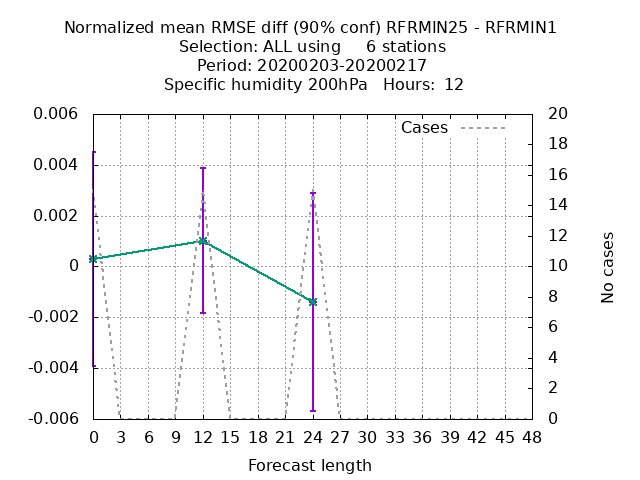 Normalized mean RMSE diff (90% conf) RFRMIN25 - RFRMIN1
Selection: ALL using 6 stations
Period: 20200203-20200217
Specific humidity 200hPa Hours: 12
Cases
0.006
0.004
0.002
0
-0.002
-0.004
-0.006
20
18
16
14
12
10
8
6
4
2
0
No cases
0 3 6 9 12 15 18 21 24 27 30 33 36 39 42 45 48
Forecast length